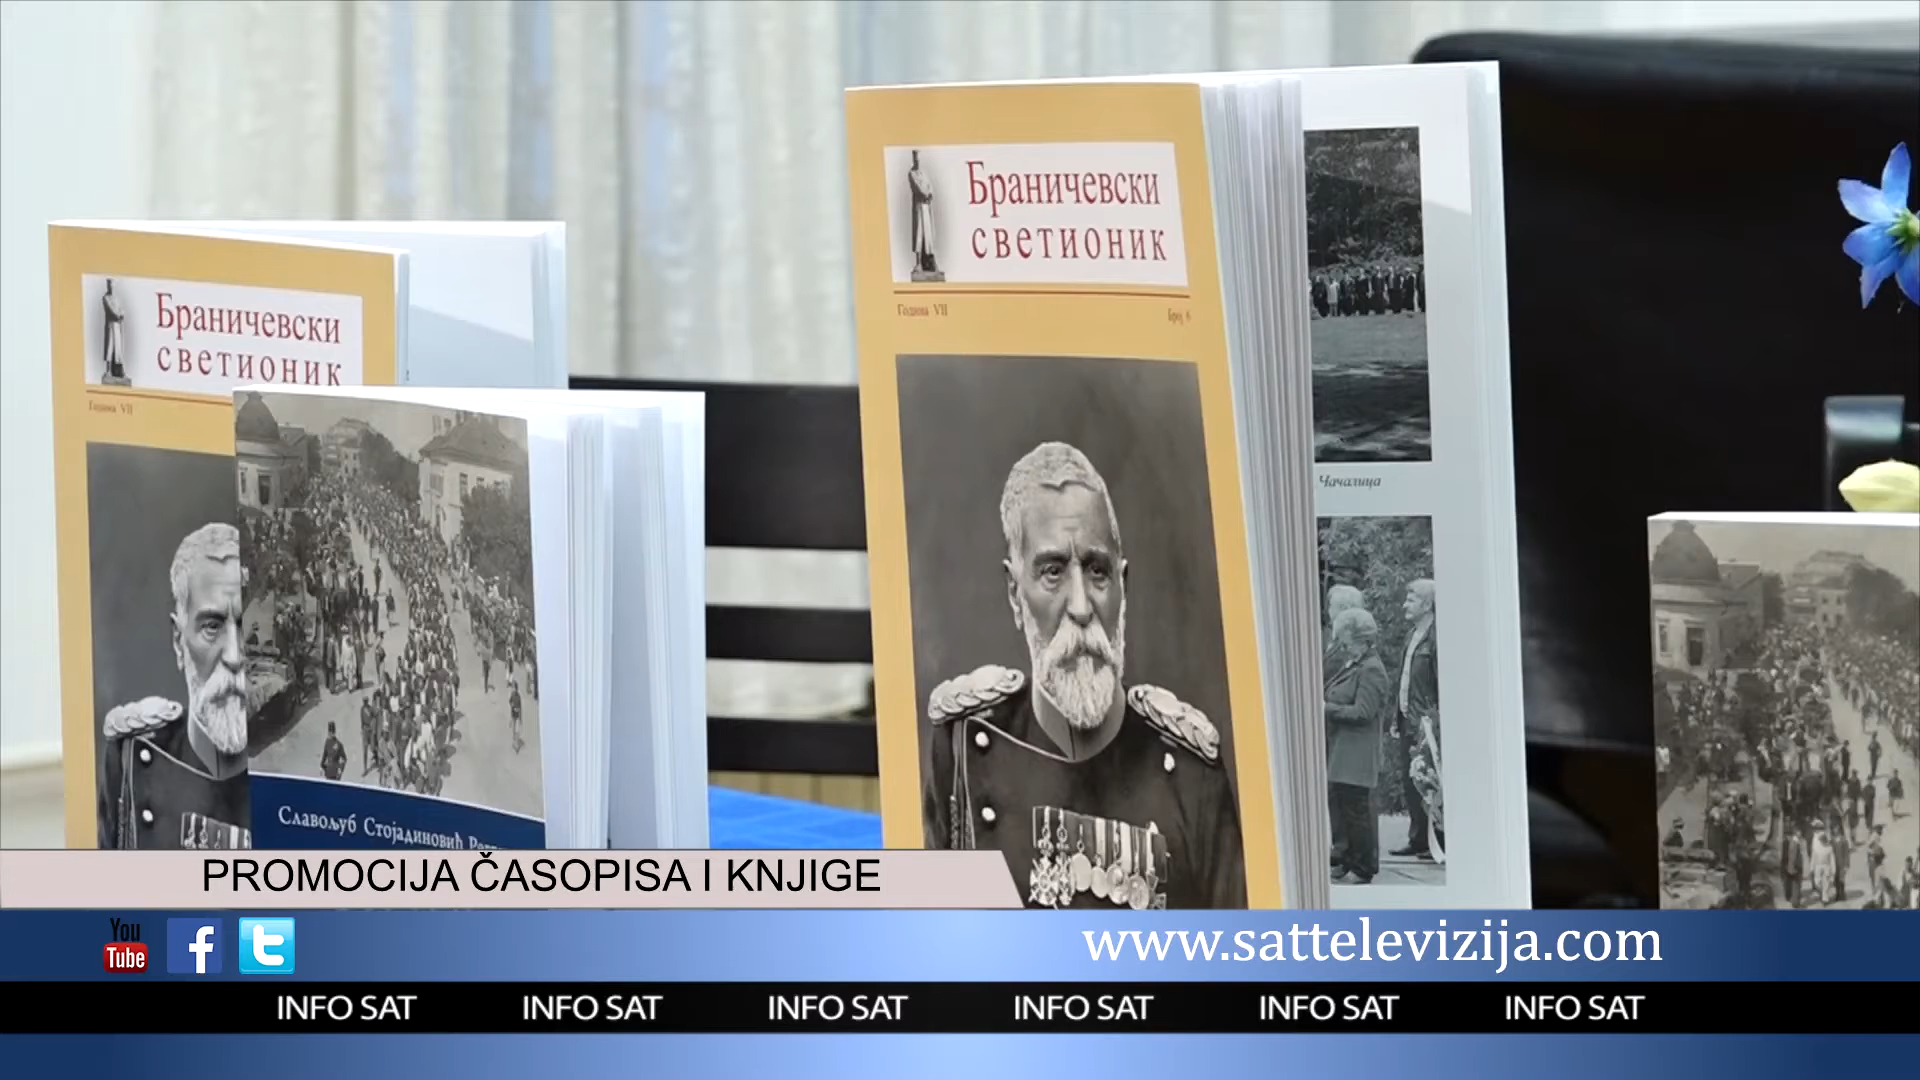 Браничевски
светионик
Година VII
Славољуб Стојадиновић
Браничевски
светионик
Година VII
Број 6
Чачалица
PROMOCIJA ČASOPISA I KNJIGE
You
Tube
www.sattelevizija.com
INFO SAT INFO SAT INFO SAT INFO SAT INFO SAT INFO SAT